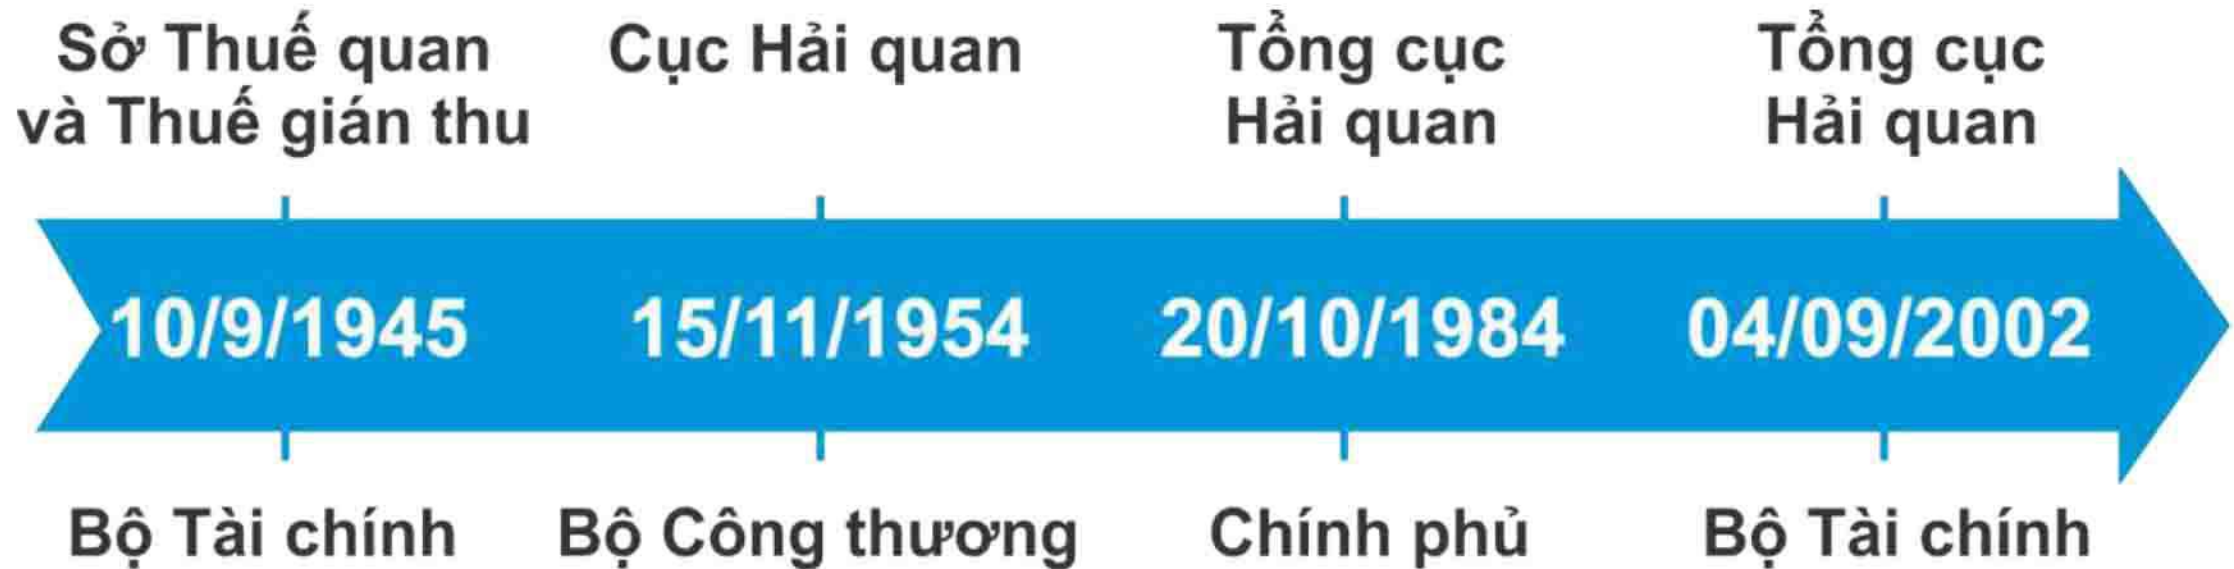 Sở Thuế quan
và Thuế gián thu
Cục Hải quan
Tổng cục
Hải quan
Tổng cục
Hải quan
10/9/1945
15/11/1954
20/10/1984
04/09/2002
Bộ Tài chính
Bộ Công thương
Chính phủ
Bộ Tài chính